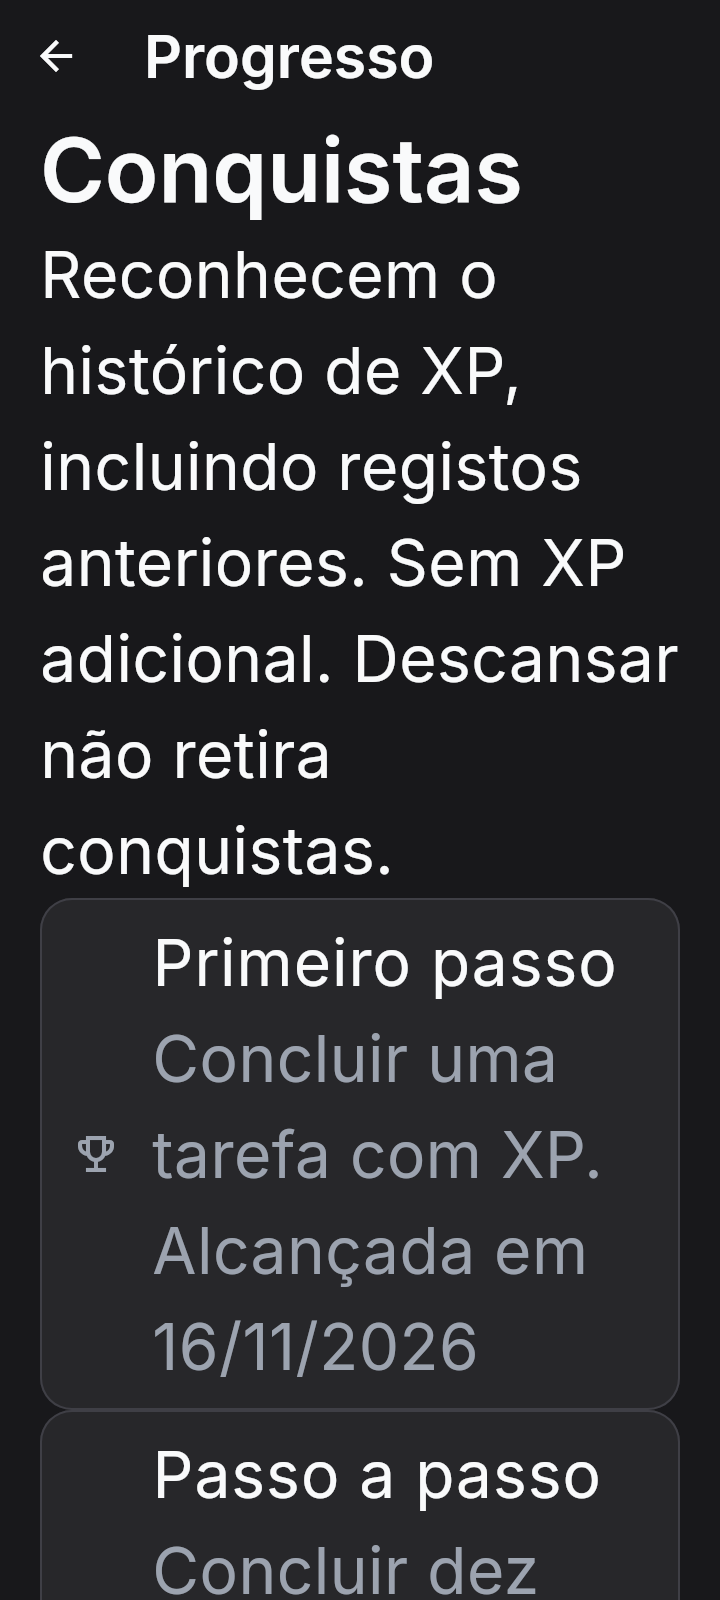 Progresso
Conquistas
Reconhecem o
histórico de XP,
incluindo registos
anteriores. Sem XP
adicional. Descansar
não retira
conquistas.
Primeiro passo
Concluir uma
tarefa com XP.
Alcançada em
16/11/2026
Passo a passo
Concluir dez